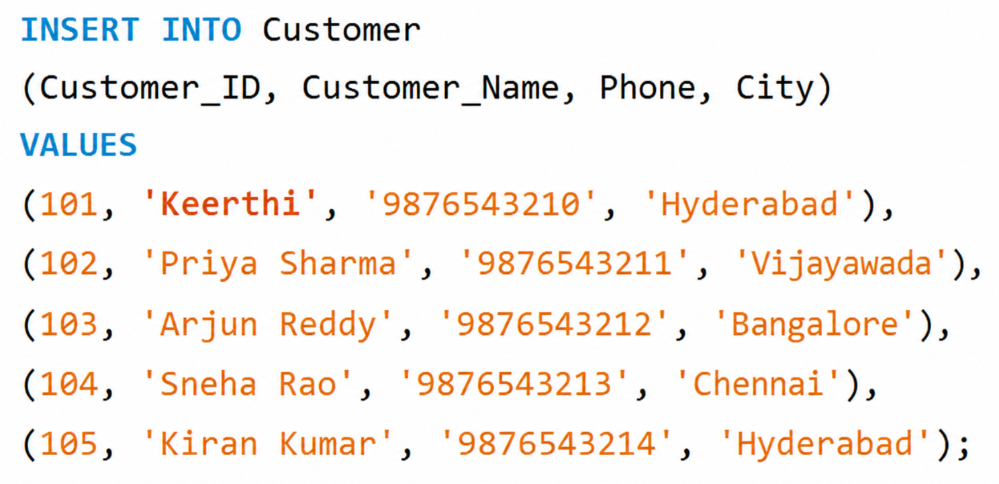 INSERT INTO Customer
(Customer_ID, Customer_Name, Phone, City)
VALUES
(101, 'Keerthi', '9876543210', 'Hyderabad'),
(102, 'Priya Sharma', '9876543211', 'Vijayawada'),
(103, 'Arjun Reddy', '9876543212', 'Bangalore'),
(104, 'Sneha Rao', '9876543213', 'Chennai'),
(105, 'Kiran Kumar', '9876543214', 'Hyderabad');